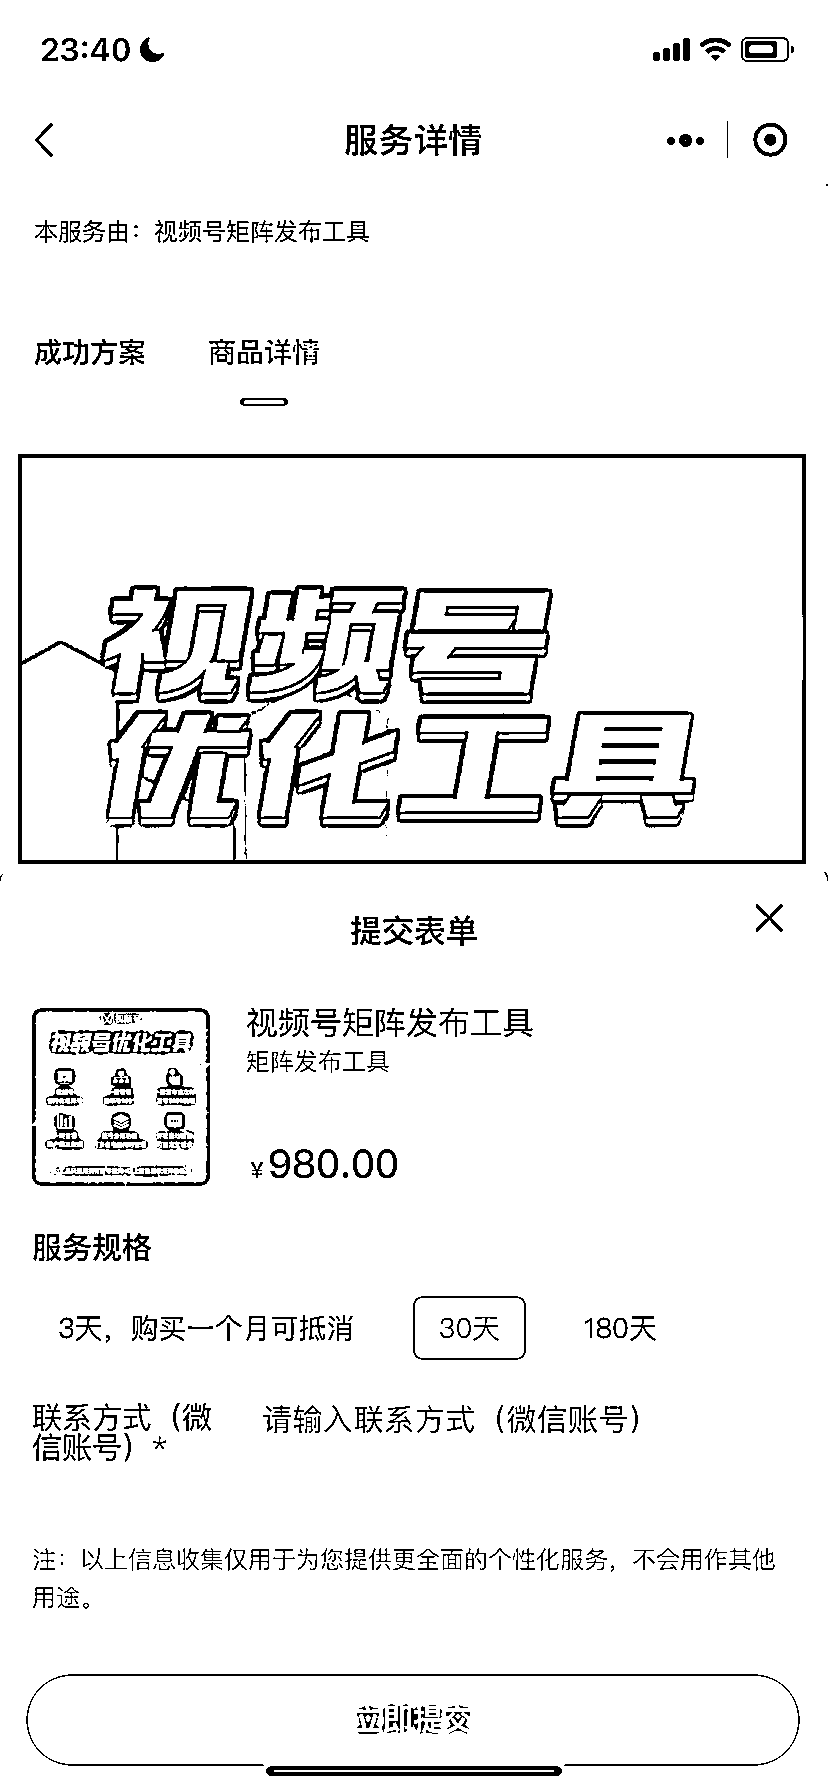 23:40
服务详情
本服务由：视频号矩阵发布工具
成功方案 商品详情
视频号
优化工具
提交表单
视频号优化工具
视频号矩阵发布工具
矩阵发布工具
¥980.00
服务规格
3天，购买一个月可抵消 30天 180天
联系方式（微
信账号）* 请输入联系方式（微信账号）
注：以上信息收集仅用于为您提供更全面的个性化服务，不会用作其他
用途。
立即提交